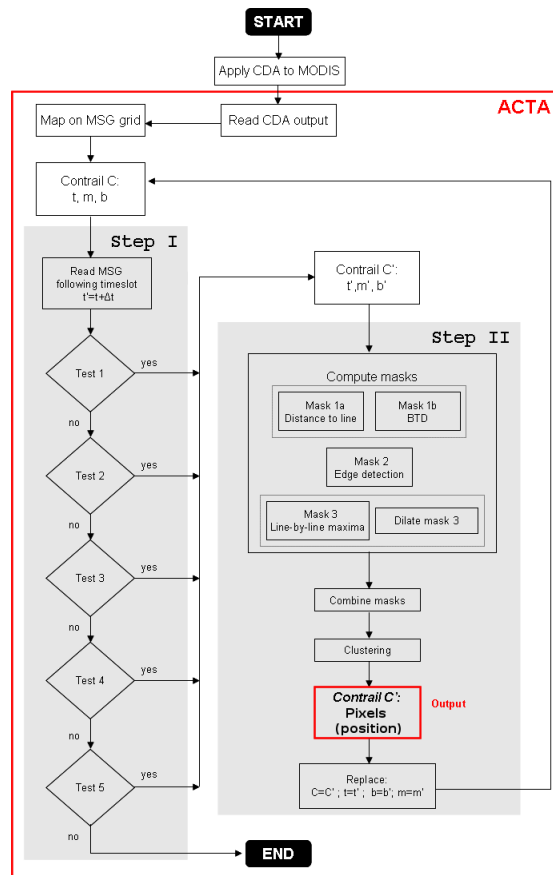 START
Apply CDA to MODIS
ACTA
Map on MSG grid
Read CDA output
Contrail C:
t, m, b
Step I
Read MSG
following timeslot
t'=t+Δt
Contrail C':
t',m', b'
Step II
Test 1
yes
no
Test 2
yes
no
Test 3
yes
no
Test 4
yes
no
Test 5
yes
no
Compute masks
Mask 1a
Distance to line
Mask 1b
BTD
Mask 2
Edge detection
Mask 3
Line-by-line maxima
Dilate mask 3
Combine masks
Clustering
Contrail C':
Pixels
(position)
Output
Replace:
C=C' ; t=t' ; b=b'; m=m'
END